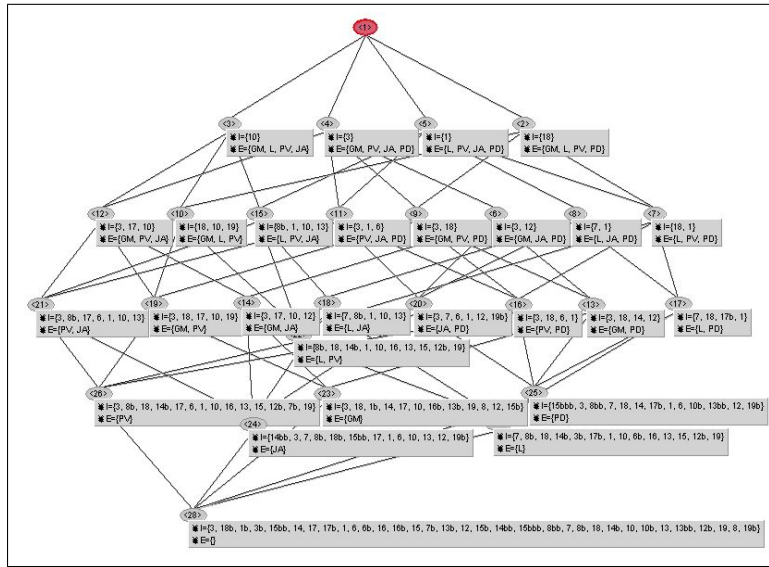 <1>
<3> <4> <5> <2>
I={10} I={3} I={1} I={18}
E={GM, L, PV, JA} E={GM, PV, JA, PD} E={L, PV, JA, PD} E={GM, L, PV, PD}
<12> <10> <15> <11> <9> <6> <8> <7>
I={3, 17, 10} I={18, 10, 19} I={8b, 1, 10, 13} I={3, 1, 6} I={3, 18} I={3, 12} I={7, 1} I={18, 1}
E={GM, PV, JA} E={GM, L, PV} E={L, PV, JA} E={PV, JA, PD} E={GM, PV, PD} E={GM, JA, PD} E={L, JA, PD} E={L, PV, PD}
<21> <19> <14> <18> <20> <16> <13> <17>
I={3, 8b, 17, 6, 1, 10, 13} I={3, 18, 17, 10, 19} I={3, 17, 10, 12} I={7, 8b, 1, 10, 13} I={3, 7, 6, 1, 12, 19b} I={3, 18, 6, 1} I={3, 18, 14, 12} I={7, 18, 17b, 1}
E={PV, JA} E={GM, PV} E={GM, JA} E={L, JA} E={JA, PD} E={PV, PD} E={GM, PD} E={L, PD}
I={8b, 18, 14b, 1, 10, 16, 13, 15, 12b, 19}
E={L, PV}
<26> <23> <25>
I={3, 8b, 18, 14b, 17, 6, 1, 10, 16, 13, 15, 12b, 7b, 19} I={3, 18, 1b, 14, 17, 10, 16b, 13b, 19, 8, 12, 15b} I={15bbb, 3, 8bb, 7, 18, 14, 17b, 1, 6, 10b, 13bb, 12, 19b}
E={PV} E={GM} E={PD}
<24>
I={14bb, 3, 7, 8b, 18b, 15bb, 17, 1, 6, 10, 13, 12, 19b} I={7, 8b, 18, 14b, 3b, 17b, 1, 10, 6b, 16, 13, 15, 12b, 19}
E={JA} E={L}
<28>
I={3, 18b, 1b, 3b, 15bb, 14, 17, 17b, 1, 6, 6b, 16, 16b, 15, 7b, 13b, 12, 15b, 14bb, 15bbb, 8bb, 7, 8b, 18, 14b, 10, 10b, 13, 13bb, 12b, 19, 8, 19b}
E={}